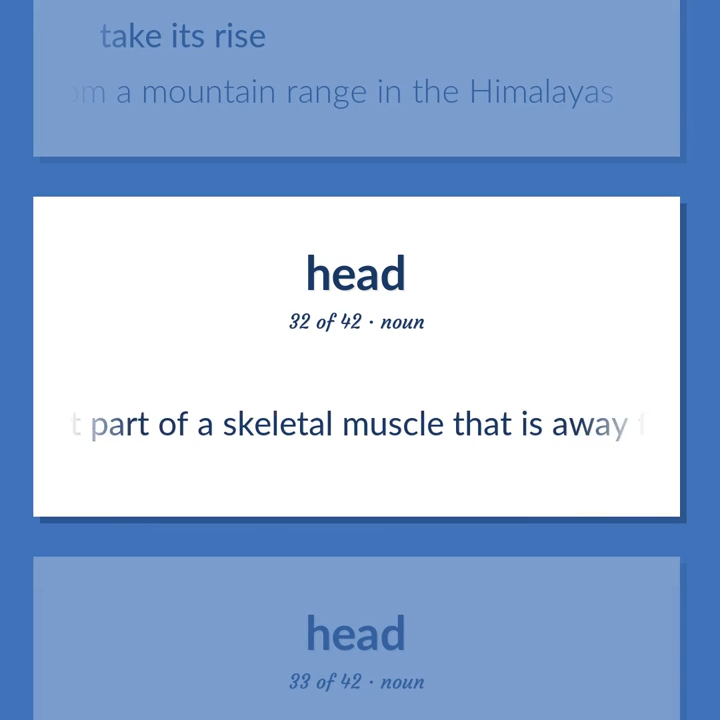 take its rise
a mountain range in the Himalayas
head
32 of 42 · noun
part of a skeletal muscle that is away
head
33 of 42 · noun